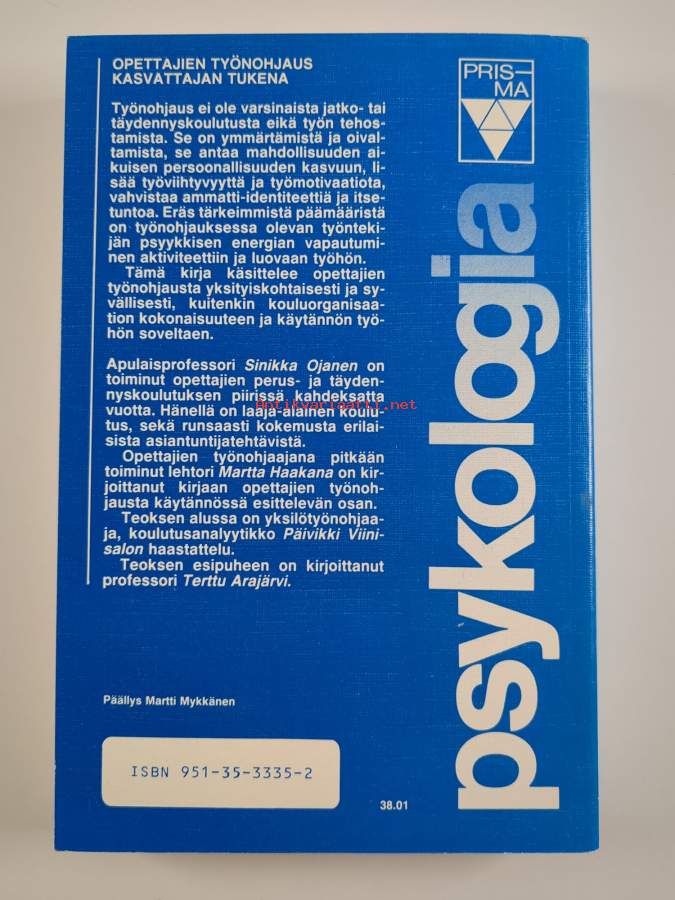 OPETTAJIEN TYÖNOHJAUS
KASVATTAJAN TUKENA
Työnohjaus ei ole varsinaista jatko- tai
täydennyskoulutusta eikä työn tehos-
tamista. Se on ymmärtämistä ja oival-
tamista, se antaa mahdollisuuden ai-
kuisen persoonallisuuden kasvuun, li-
sää työviihtyvyyttä ja työmotivaatiota,
vahvistaa ammatti-identiteettiä ja itse-
tuntoa. Eräs tärkeimmistä päämääristä
on työnohjauksessa olevan työnteki-
jän psyykkisen energian vapautumi-
nen aktiviteettiin ja luovaan työhön.
Tämä kirja käsittelee opettajien
työnohjausta yksityiskohtaisesti ja sy-
vällisesti, kuitenkin kouluorganisaa-
tion kokonaisuuteen ja käytännön työ-
hön soveltaen.
Apulaisprofessori Sinikka Ojanen on
toiminut opettajien perus- ja täyden-
nyskoulutuksen piirissä kahdeksatta
vuotta. Hänellä on laaja-alainen koulu-
tus, sekä runsaasti kokemusta erilai-
sista asiantuntijatehtävistä.
Opettajien työnohjaajana pitkään
toiminut lehtori Martta Haakana on kir-
joittanut kirjaan opettajien työnoh-
jausta käytännössä esittelevän osan.
Teoksen alussa on yksilötyönohjaa-
ja, koulutusanalyytikko Päivikki Viini-
salon haastattelu.
Teoksen esipuheen on kirjoittanut
professori Terttu Arajärvi.
Päällys Martti Mykkänen
ISBN 951-35-3335-2
38.01
PRIS-
MA
psykologia
Antikvariaatti.net